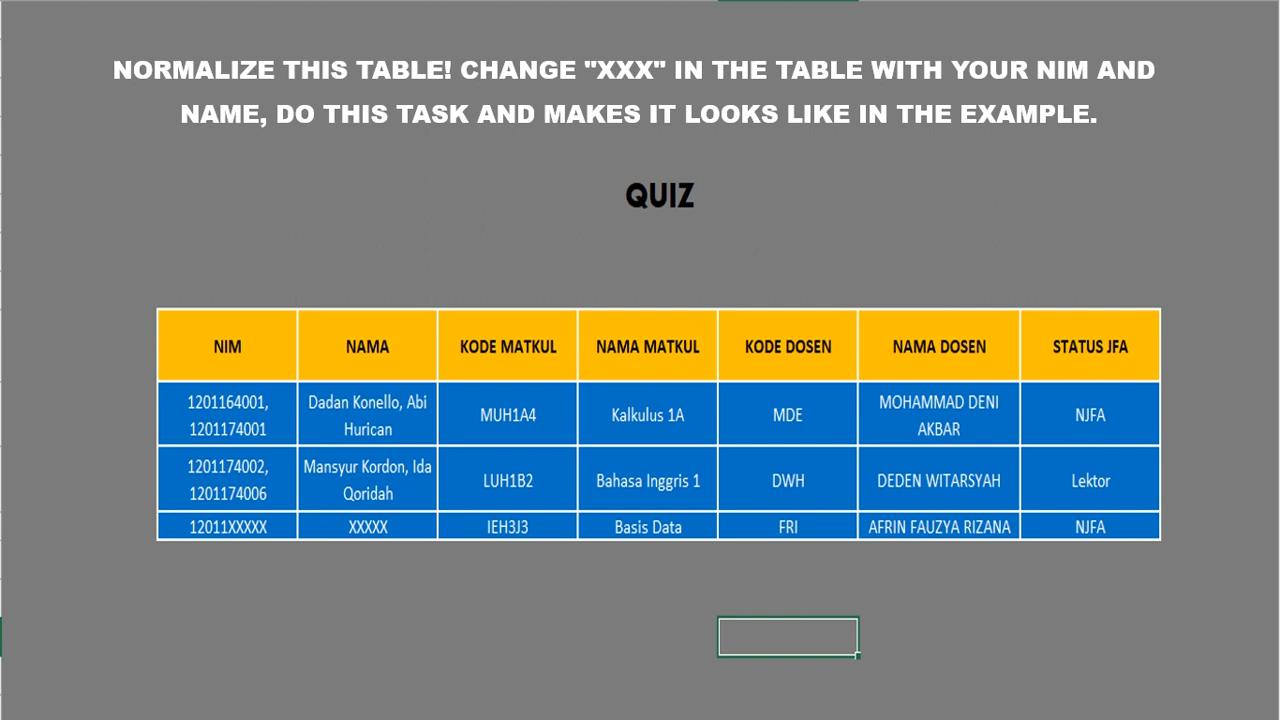 NORMALIZE THIS TABLE! CHANGE "XXX" IN THE TABLE WITH YOUR NIM AND
NAME, DO THIS TASK AND MAKES IT LOOKS LIKE IN THE EXAMPLE.
QUIZ
NIM NAMA KODE MATKUL NAMA MATKUL KODE DOSEN NAMA DOSEN STATUS JFA
1201164001, Dadan Konello, Abi MOHAMMAD DENI
MUH1A4 Kalkulus 1A MDE NJFA
1201174001 Hurican AKBAR
1201174002, Mansyur Kordon, Ida
LUH1B2 Bahasa Inggris 1 DWH DEDEN WITARSYAH Lektor
1201174006 Qoridah
12011XXXXX XXXXX IEH3J3 Basis Data FRI AFRIN FAUZYA RIZANA NJFA